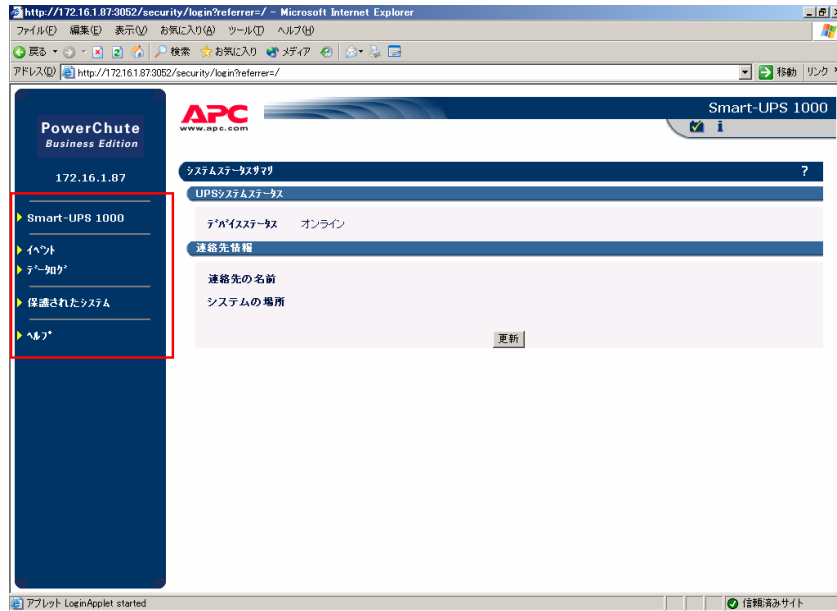 http://172.16.1.87:3052/security/login?referrer=/ - Microsoft Internet Explorer
ファイル(F) 編集(E) 表示(V) お気に入り(A) ツール(T) ヘルプ(H)
戻る 検索 お気に入り メディア
アドレス(D) http://172.16.1.87:3052/security/login?referrer=/ 移動 リンク
PowerChute
Business Edition
172.16.1.87
Smart-UPS 1000
イベント
データログ
保護されたシステム
ヘルプ
APC
www.apc.com
Smart-UPS 1000
i
システムステータスサマリ ?
UPSシステムステータス
デバイスステータス オンライン
連絡先情報
連絡先の名前
システムの場所
更新
アプレット LoginApplet started 信頼済みサイト